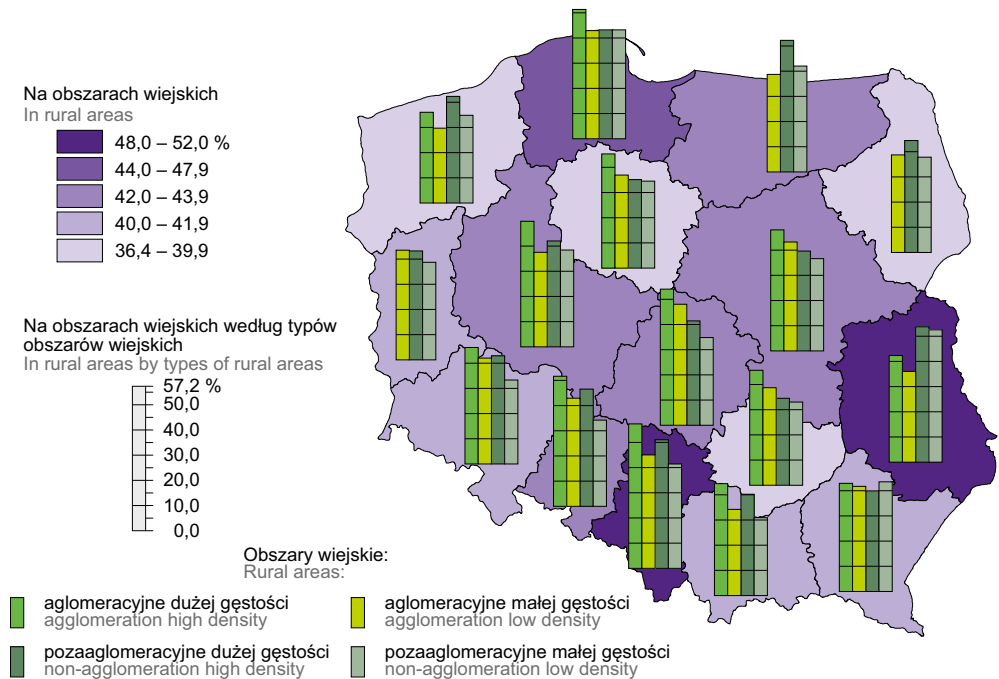 Na obszarach wiejskich
In rural areas
48,0 – 52,0 %
44,0 – 47,9
42,0 – 43,9
40,0 – 41,9
36,4 – 39,9
Na obszarach wiejskich według typów
obszarów wiejskich
In rural areas by types of rural areas
57,2 %
50,0
40,0
30,0
20,0
10,0
0,0
Obszary wiejskie:
Rural areas:
aglomeracyjne dużej gęstości
agglomeration high density
aglomeracyjne małej gęstości
agglomeration low density
pozaaglomeracyjne dużej gęstości
non-agglomeration high density
pozaaglomeracyjne małej gęstości
non-agglomeration low density